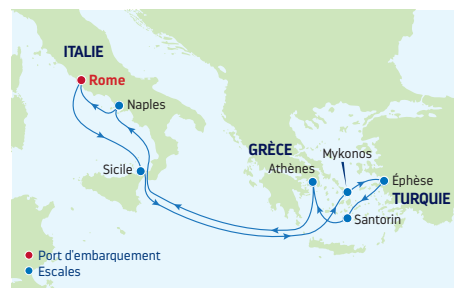 ITALIE
Rome
Naples
GRÈCE
Mykonos
Athènes
Sicile
Éphèse
TURQUIE
Santorin
Port d'embarquement
Escales